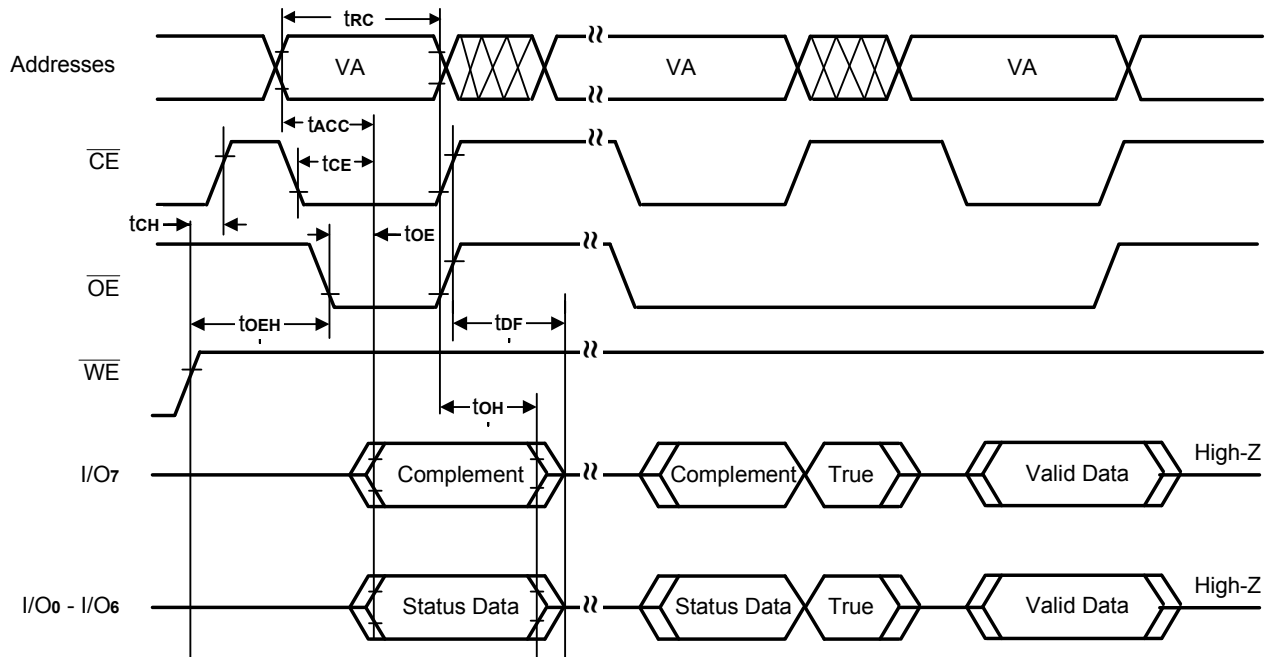 tRC
Addresses VA VA VA
tACC
CE
tCE
tCH
tOE
OE
tOEH
tDF
WE
tOH
I/O7 Complement Complement True Valid Data High-Z
I/O0 - I/O6 Status Data Status Data True Valid Data High-Z